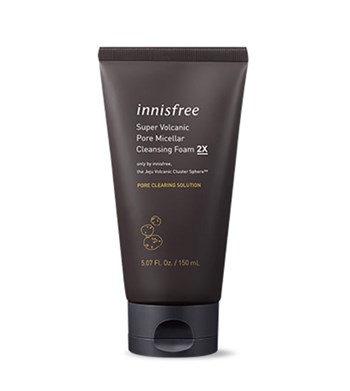 innisfree
Super Volcanic
Pore Micellar
Cleansing Foam 2X
only by innisfree,
the Jeju Volcanic Cluster Sphere™
PORE CLEARING SOLUTION
5.07 Fl. Oz. / 150 mL